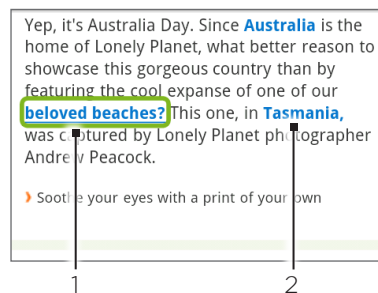 Yep, it's Australia Day. Since Australia is the
home of Lonely Planet, what better reason to
showcase this gorgeous country than by
featuring the cool expanse of one of our
beloved beaches? This one, in Tasmania,
was captured by Lonely Planet photographer
Andrew Peacock.
Soothe your eyes with a print of your own
1 2